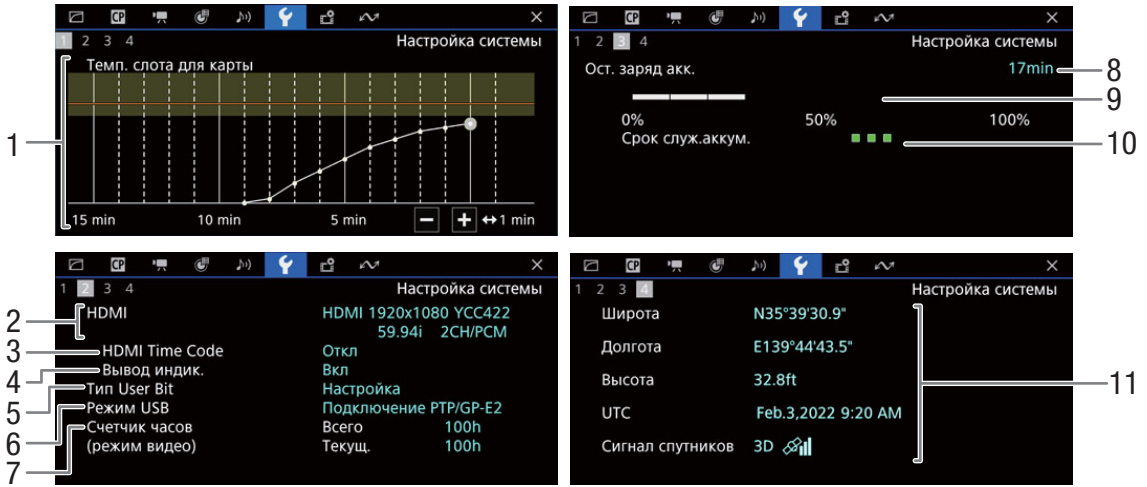 CP
1 2 3 4
Настройка системы
Темп. слота для карты
15 min 10 min 5 min − + ↔1 min
1
CP
1 2 3 4
Настройка системы
Ост. заряд акк. 17min
0% 50% 100%
Срок служ.аккум.
8
9
10
CP
1 2 3 4
Настройка системы
HDMI HDMI 1920x1080 YCC422
59.94i 2CH/PCM
HDMI Time Code Откл
Вывод индик. Вкл
Тип User Bit Настройка
Режим USB Подключение PTP/GP-E2
Счетчик часов Всего 100h
(режим видео) Текущ. 100h
2
3
4
5
6
7
CP
1 2 3 4
Настройка системы
Широта N35°39'30.9"
Долгота E139°44'43.5"
Высота 32.8ft
UTC Feb.3,2022 9:20 AM
Сигнал спутников 3D
11